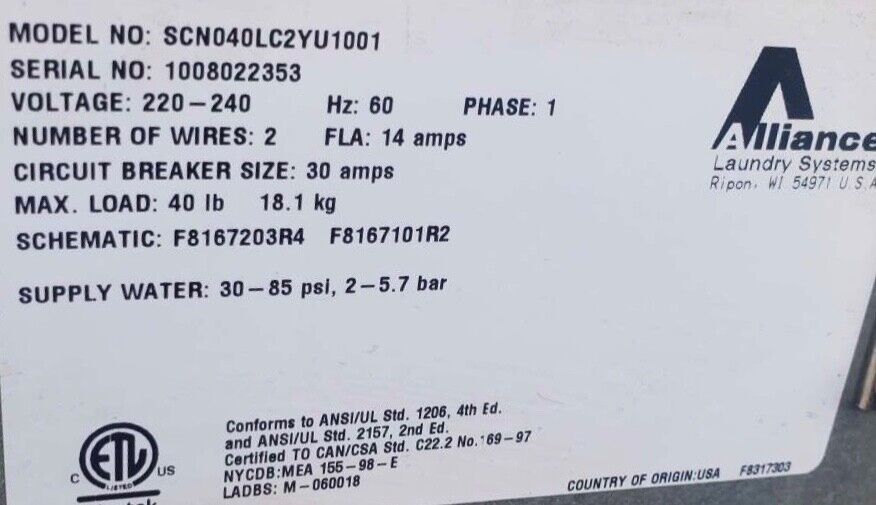 MODEL NO: SCN040LC2YU1001
SERIAL NO: 1008022353
VOLTAGE: 220-240 Hz: 60 PHASE: 1
NUMBER OF WIRES: 2 FLA: 14 amps
CIRCUIT BREAKER SIZE: 30 amps
MAX. LOAD: 40 lb 18.1 kg
SCHEMATIC: F8167203R4 F8167101R2
SUPPLY WATER: 30-85 psi, 2-5.7 bar
Alliance
Laundry Systems
Ripon, WI 54971 U.S.A
C ETL US
LISTED
Conforms to ANSI/UL Std. 1206, 4th Ed.
and ANSI/UL Std. 2157, 2nd Ed.
Certified TO CAN/CSA Std. C22.2 No. 169-97
NYCDB:MEA 155-98-E
LADBS: M-060018
COUNTRY OF ORIGIN:USA F8317303